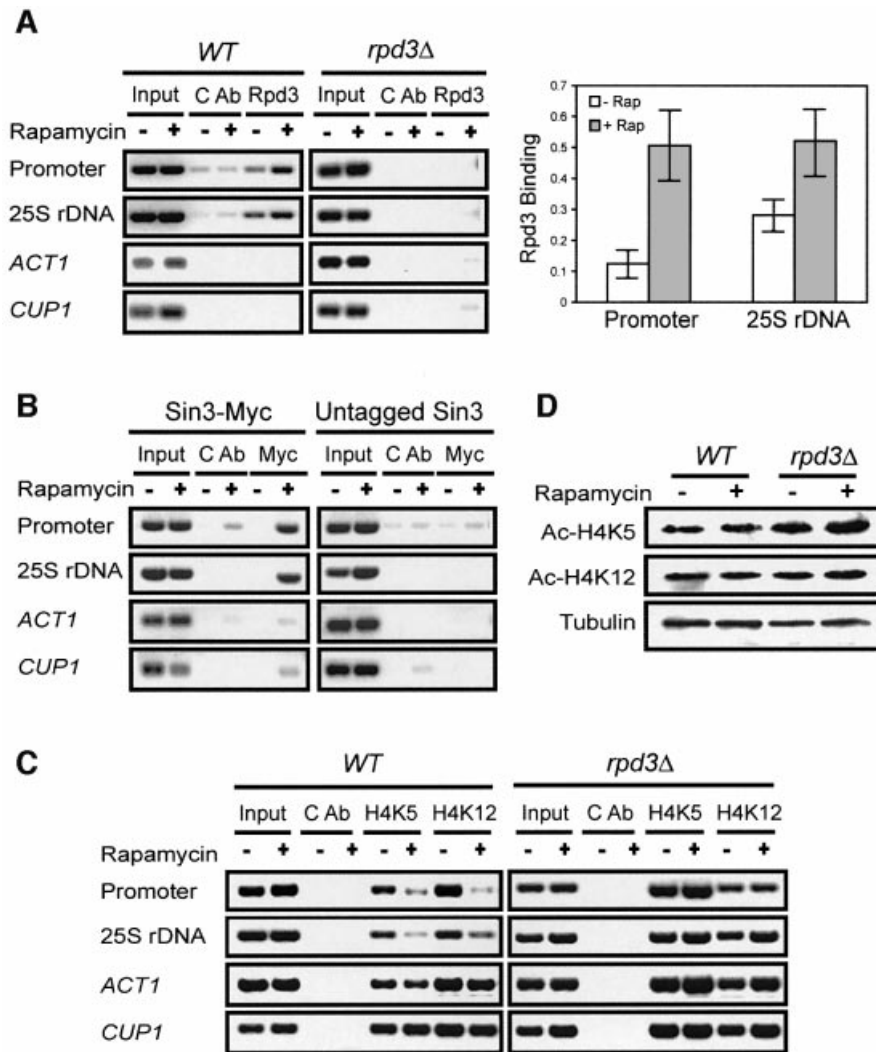 A
WT rpd3Δ
Input C Ab Rpd3 Input C Ab Rpd3
Rapamycin - + - + - + - + - + - +
Promoter
25S rDNA
ACT1
CUP1
0.7
0.6
0.5
0.4
0.3
0.2
0.1
0
Rpd3 Binding
- Rap
+ Rap
Promoter 25S rDNA
B
Sin3-Myc Untagged Sin3
Input C Ab Myc Input C Ab Myc
Rapamycin - + - + - + - + - + - +
Promoter
25S rDNA
ACT1
CUP1
D
WT rpd3Δ
Rapamycin - + - +
Ac-H4K5
Ac-H4K12
Tubulin
C
WT rpd3Δ
Input C Ab H4K5 H4K12 Input C Ab H4K5 H4K12
Rapamycin - + - + - + - + - + - + - + - +
Promoter
25S rDNA
ACT1
CUP1